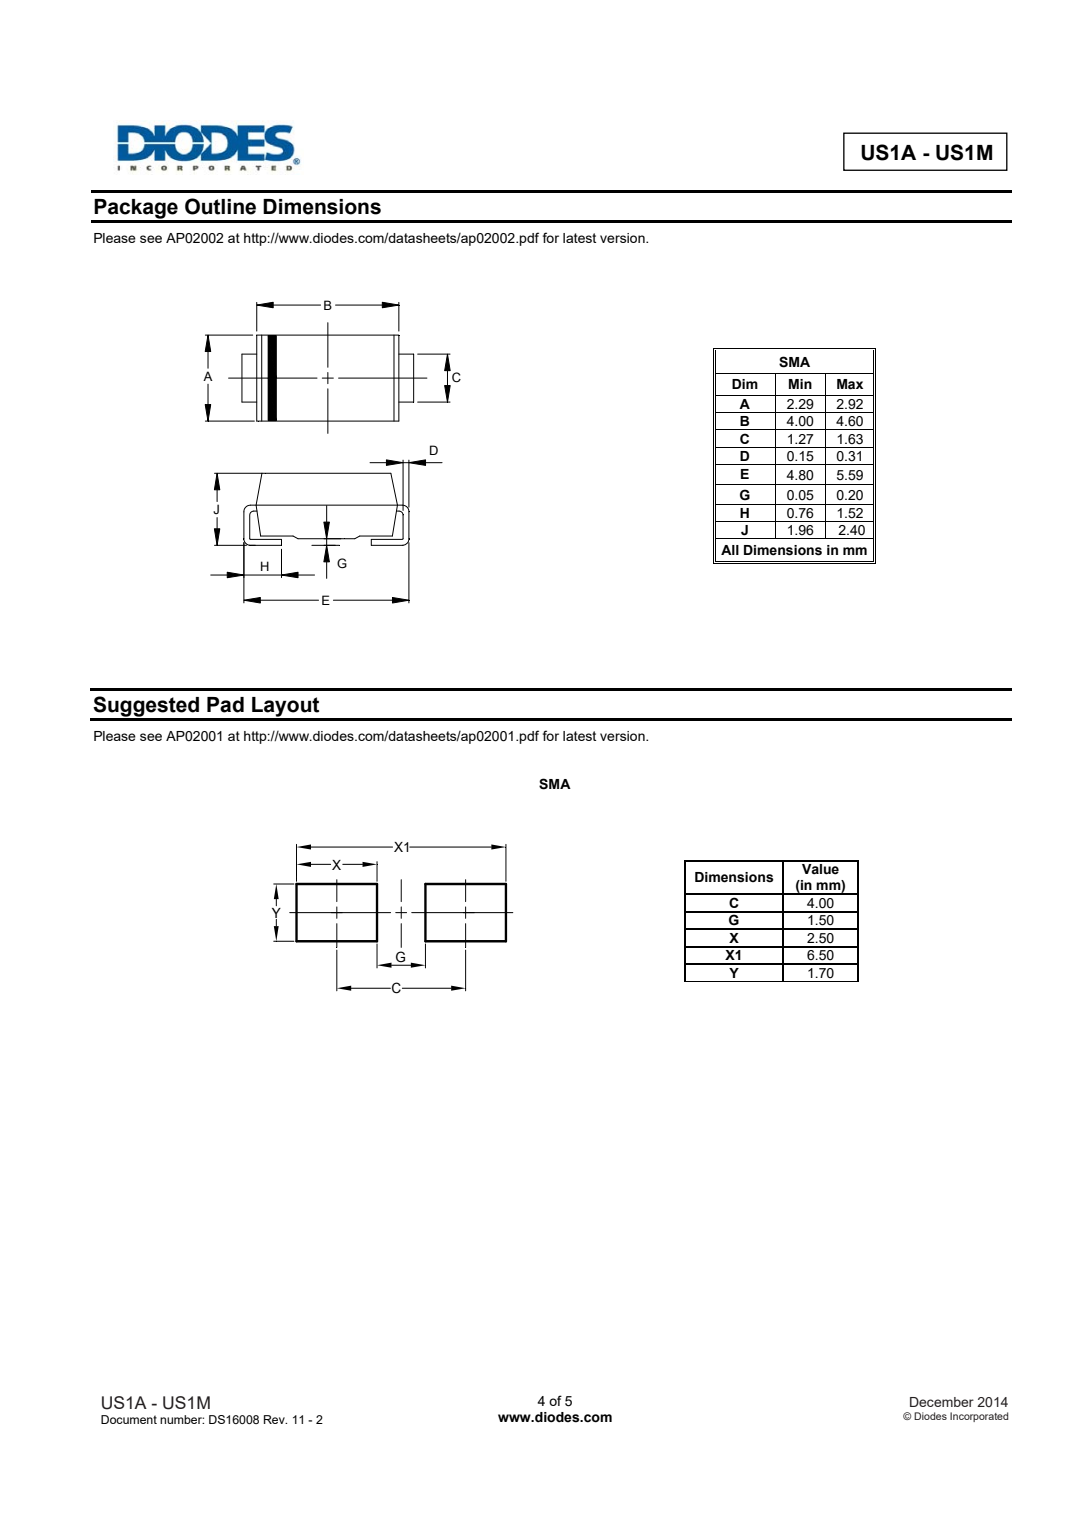 DIODES®
INCORPORATED
US1A - US1M
Package Outline Dimensions
Please see AP02002 at http://www.diodes.com/datasheets/ap02002.pdf for latest version.
B
A
C
D
J
H
G
E
SMA
Dim Min Max
A 2.29 2.92
B 4.00 4.60
C 1.27 1.63
D 0.15 0.31
E 4.80 5.59
G 0.05 0.20
H 0.76 1.52
J 1.96 2.40
All Dimensions in mm
Suggested Pad Layout
Please see AP02001 at http://www.diodes.com/datasheets/ap02001.pdf for latest version.
SMA
X1
X
Y
G
C
Dimensions Value
(in mm)
C 4.00
G 1.50
X 2.50
X1 6.50
Y 1.70
US1A - US1M
Document number: DS16008 Rev. 11 - 2
4 of 5
www.diodes.com
December 2014
© Diodes Incorporated